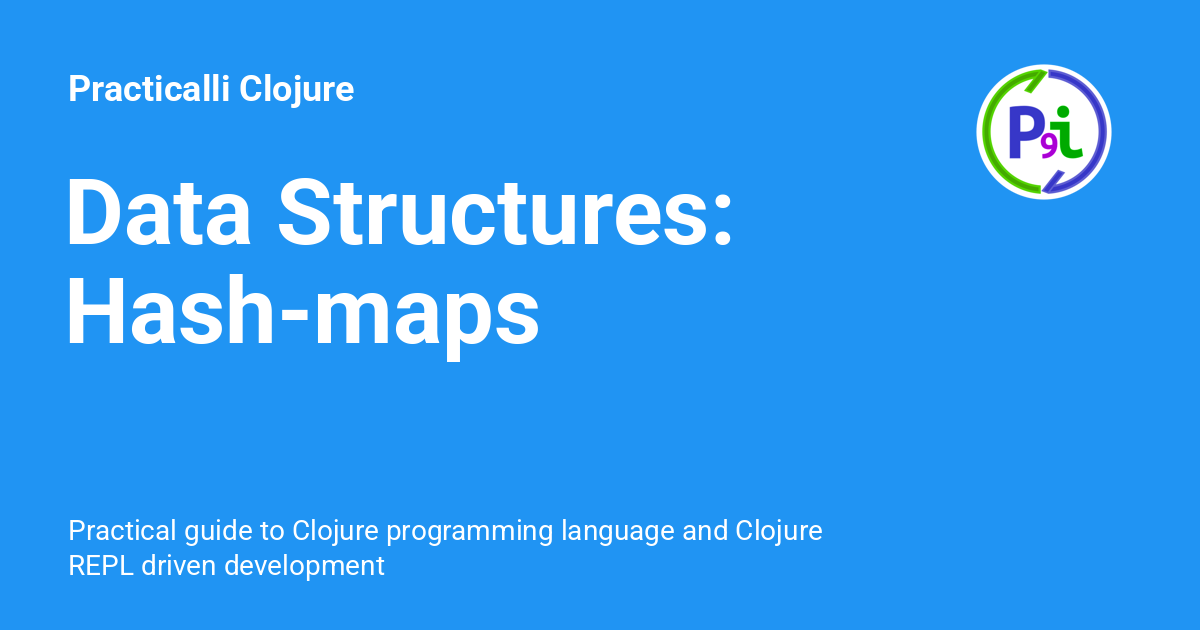 Practicalli Clojure
P9i
Data Structures:
Hash-maps
Practical guide to Clojure programming language and Clojure
REPL driven development